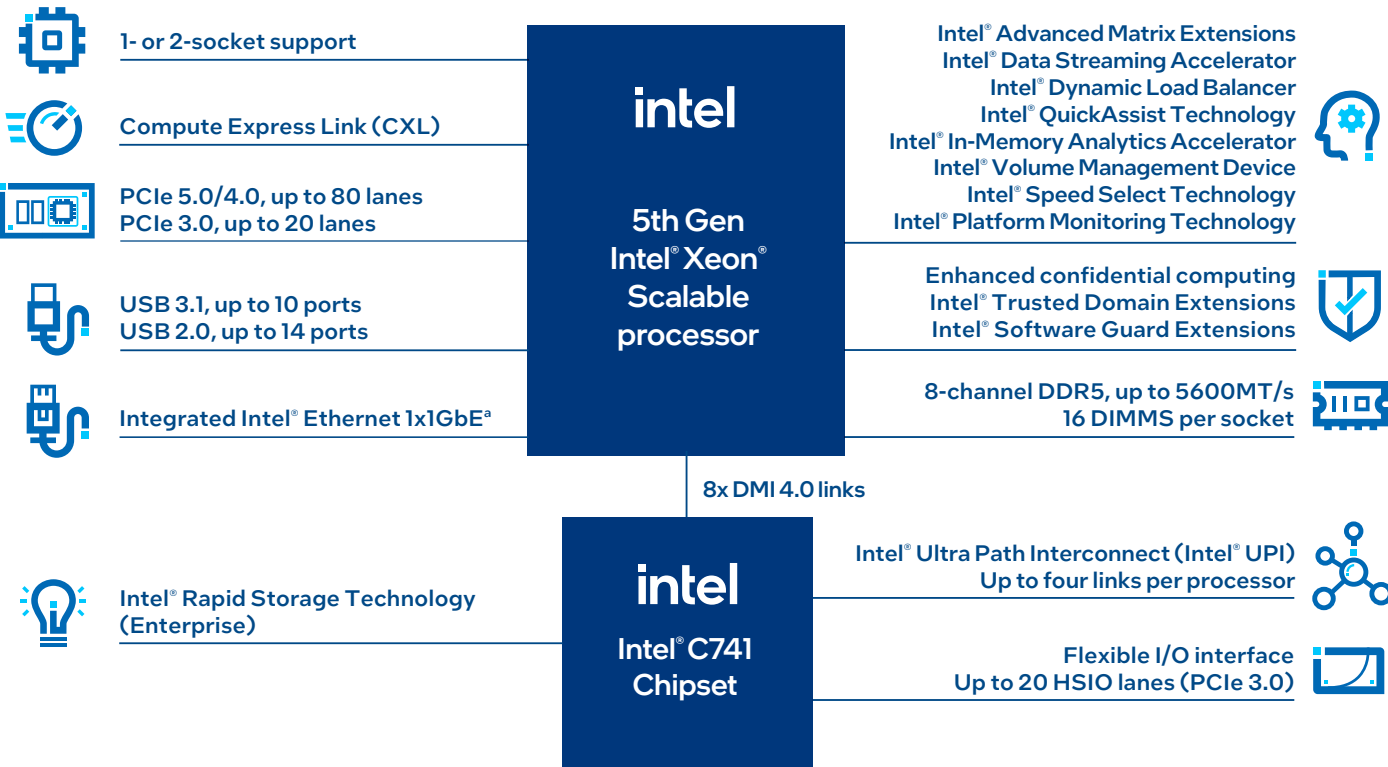 1- or 2-socket support
Compute Express Link (CXL)
PCIe 5.0/4.0, up to 80 lanes
PCIe 3.0, up to 20 lanes
USB 3.1, up to 10 ports
USB 2.0, up to 14 ports
Integrated Intel® Ethernet 1x1GbEᵃ
intel
5th Gen
Intel® Xeon®
Scalable
processor
Intel® Advanced Matrix Extensions
Intel® Data Streaming Accelerator
Intel® Dynamic Load Balancer
Intel® QuickAssist Technology
Intel® In-Memory Analytics Accelerator
Intel® Volume Management Device
Intel® Speed Select Technology
Intel® Platform Monitoring Technology
Enhanced confidential computing
Intel® Trusted Domain Extensions
Intel® Software Guard Extensions
8-channel DDR5, up to 5600MT/s
16 DIMMS per socket
8x DMI 4.0 links
Intel® Rapid Storage Technology
(Enterprise)
intel
Intel® C741
Chipset
Intel® Ultra Path Interconnect (Intel® UPI)
Up to four links per processor
Flexible I/O interface
Up to 20 HSIO lanes (PCIe 3.0)